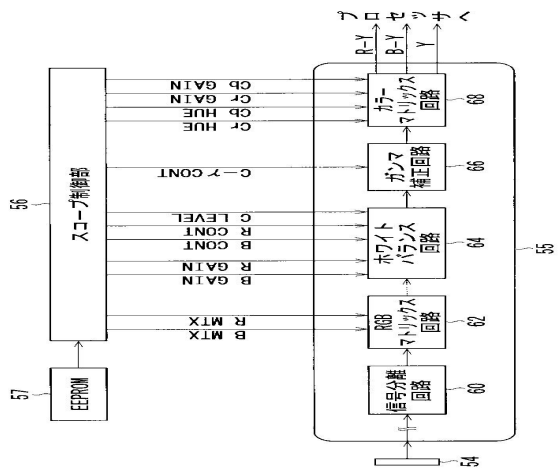 57
EEPROM
56
スコープ制御部
B MTX
R MTX
B GAIN
R GAIN
B CONT
R CONT
C LEVEL
C-γ CONT
Cr HUE
Cb HUE
Cr GAIN
Cb GAIN
54
信号分離
回路
60
RGB
マトリックス
回路
62
ホワイト
バランス
回路
64
ガンマ
補正回路
66
カラー
マトリックス
回路
68
55
R-Y
B-Y
Y
プロセッサへ